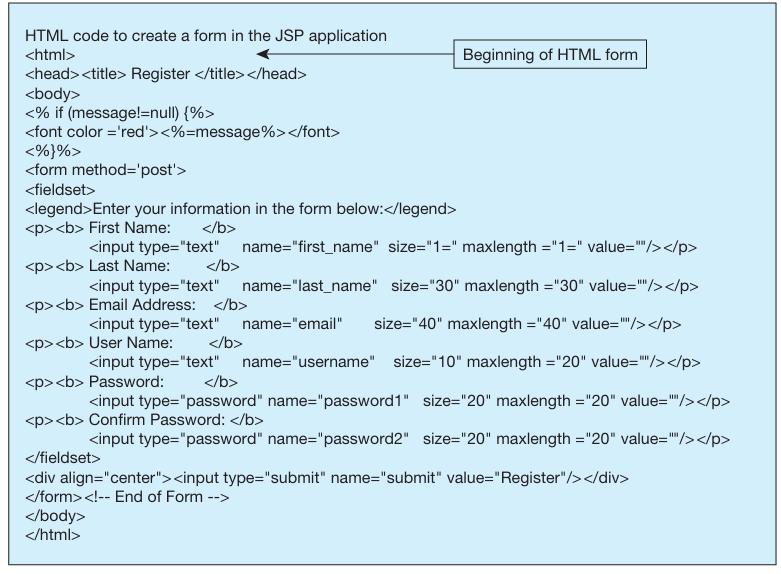 HTML code to create a form in the JSP application
<html>
Beginning of HTML form
<head><title> Register </title></head>
<body>
<% if (message!=null) {%>
<font color ='red'><%=message%></font>
<%}%>
<form method='post'>
<fieldset>
<legend>Enter your information in the form below:</legend>
<p><b> First Name: </b>
<input type="text" name="first_name" size="1=" maxlength ="1=" value=""/></p>
<p><b> Last Name: </b>
<input type="text" name="last_name" size="30" maxlength ="30" value=""/></p>
<p><b> Email Address: </b>
<input type="text" name="email" size="40" maxlength ="40" value=""/></p>
<p><b> User Name: </b>
<input type="text" name="username" size="10" maxlength ="20" value=""/></p>
<p><b> Password: </b>
<input type="password" name="password1" size="20" maxlength ="20" value=""/></p>
<p><b> Confirm Password: </b>
<input type="password" name="password2" size="20" maxlength ="20" value=""/></p>
</fieldset>
<div align="center"><input type="submit" name="submit" value="Register"/></div>
</form><!-- End of Form -->
</body>
</html>